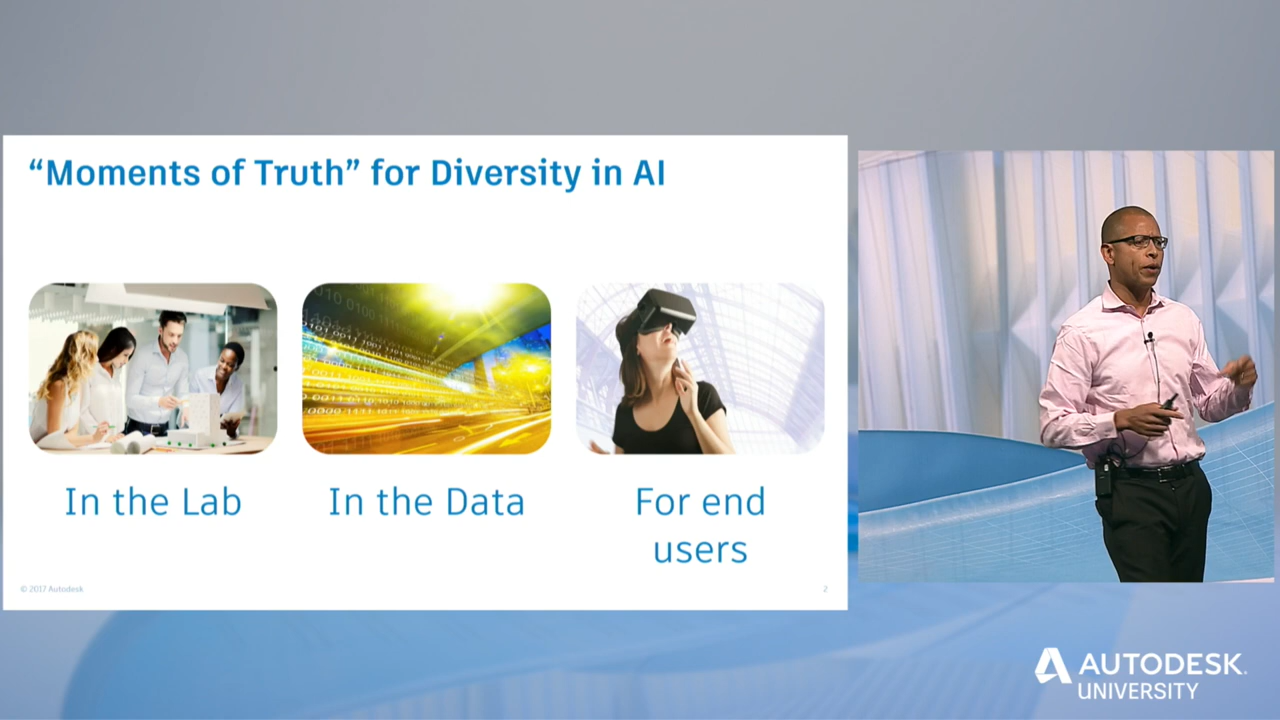 “Moments of Truth” for Diversity in AI
In the Lab
In the Data
For end
users
© 2017 Autodesk
2
AUTODESK.
UNIVERSITY